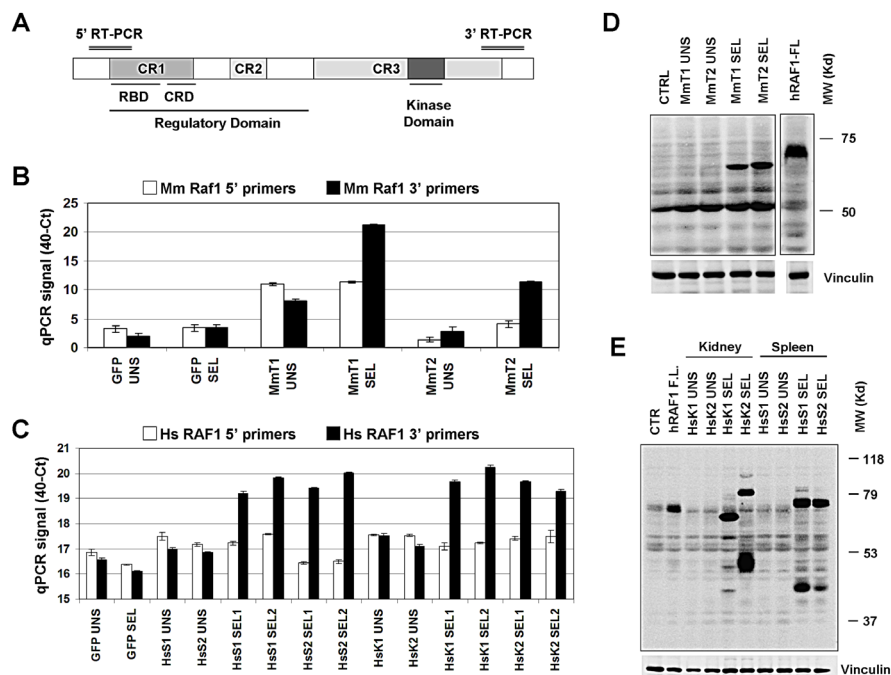 A
5' RT-PCR
3' RT-PCR
CR1
CR2
CR3
RBD
CRD
Kinase
Domain
Regulatory Domain
B
Mm Raf1 5' primers
Mm Raf1 3' primers
qPCR signal (40-Ct)
25
20
15
10
5
0
GFP UNS
GFP SEL
MmT1 UNS
MmT1 SEL
MmT2 UNS
MmT2 SEL
C
Hs RAF1 5' primers
Hs RAF1 3' primers
qPCR signal (40-Ct)
21
20
19
18
17
16
15
GFP UNS
GFP SEL
HsS1 UNS
HsS2 UNS
HsS1 SEL1
HsS1 SEL2
HsS2 SEL1
HsS2 SEL2
HsK1 UNS
HsK2 UNS
HsK1 SEL1
HsK1 SEL2
HsK2 SEL1
HsK2 SEL2
D
CTRL
MmT1 UNS
MmT2 UNS
MmT1 SEL
MmT2 SEL
hRAF1-FL
MW (Kd)
75
50
Vinculin
E
Kidney
Spleen
CTR
hRAF1 F.L.
HsK1 UNS
HsK2 UNS
HsK1 SEL
HsK2 SEL
HsS1 UNS
HsS2 UNS
HsS1 SEL
HsS2 SEL
MW (Kd)
118
79
53
37
Vinculin